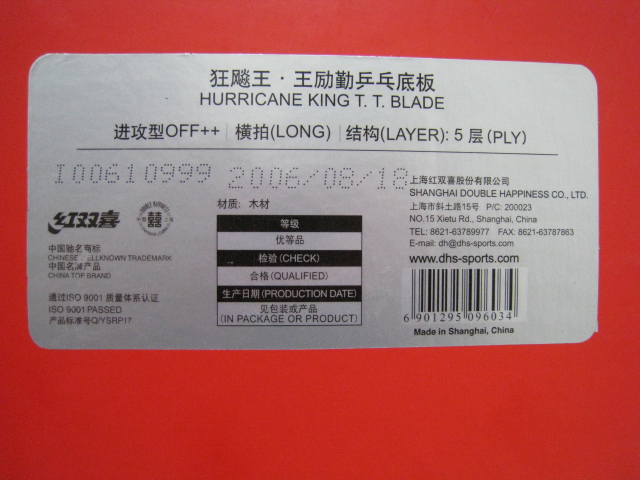 狂飚王·王励勤乒乓底板
HURRICANE KING T. T. BLADE
进攻型OFF++ 横拍(LONG) 结构(LAYER): 5 层(PLY)
I00610999 2006/08/18
红双喜
中国驰名商标
CHINESE WELLKNOWN TRADEMARK
中国名牌产品
CHINA TOP BRAND
通过ISO 9001 质量体系认证
ISO 9001 PASSED
产品标准号Q/YSRP17
材质: 木材
等级
优等品
检验(CHECK)
合格(QUALIFIED)
生产日期(PRODUCTION DATE)
见包装或产品
(IN PACKAGE OR PRODUCT)
上海红双喜股份有限公司
SHANGHAI DOUBLE HAPPINESS CO., LTD.
上海市斜土路15号 P/C: 200023
NO.15 Xietu Rd., Shanghai, China
TEL: 8621-63789977 FAX: 8621-63787863
E-mail: dh@dhs-sports.com
www.dhs-sports.com
6 901295 096034
Made in Shanghai, China